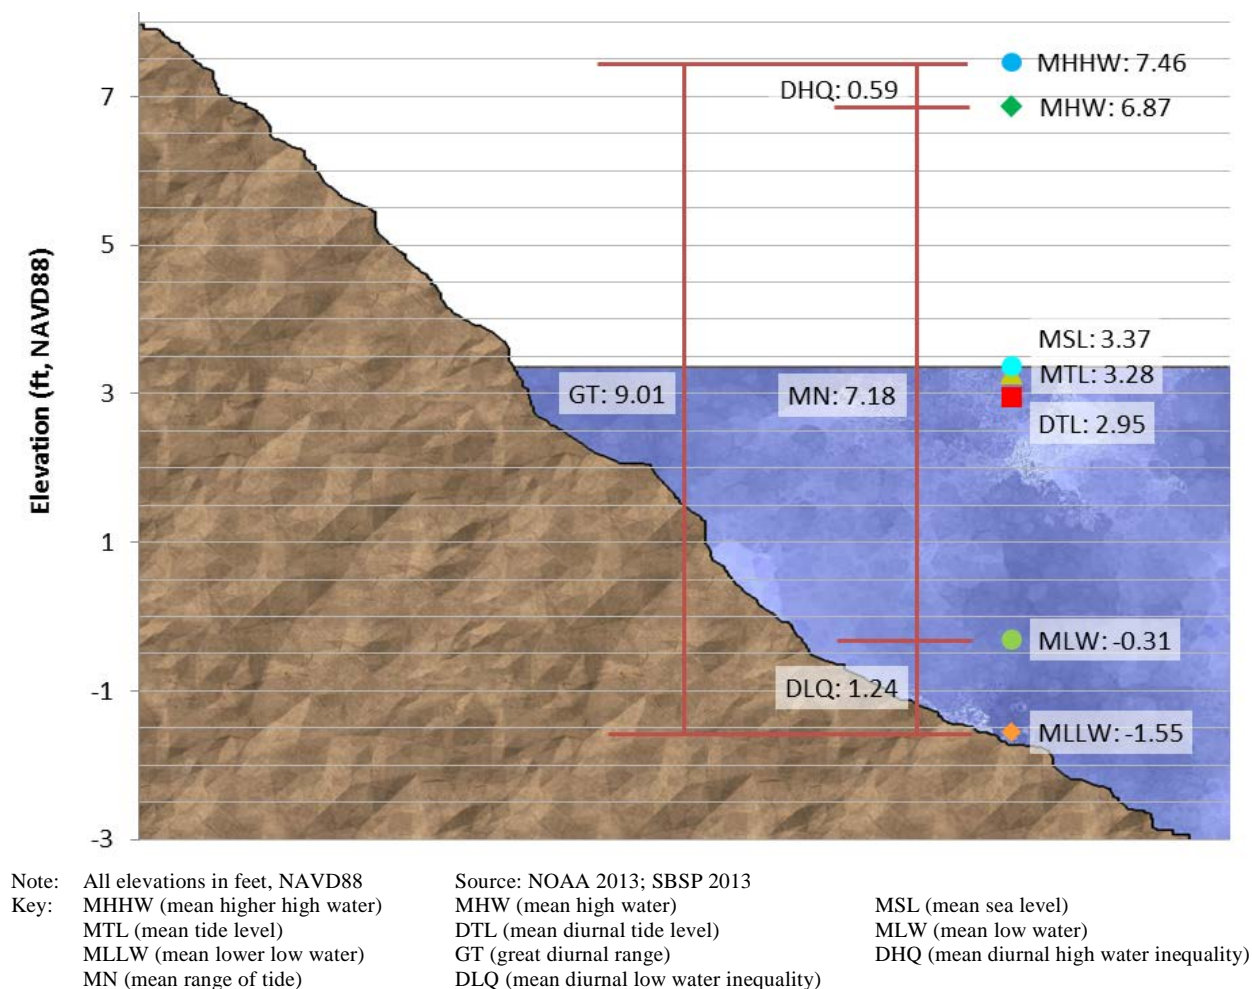 MHHW: 7.46
DHQ: 0.59
7
MHW: 6.87
5
Elevation (ft, NAVD88)
MSL: 3.37
MTL: 3.28
3
GT: 9.01
MN: 7.18
DTL: 2.95
1
MLW: -0.31
-1
DLQ: 1.24
MLLW: -1.55
-3
Note: All elevations in feet, NAVD88 Source: NOAA 2013; SBSP 2013
Key: MHHW (mean higher high water) MHW (mean high water) MSL (mean sea level)
MTL (mean tide level) DTL (mean diurnal tide level) MLW (mean low water)
MLLW (mean lower low water) GT (great diurnal range) DHQ (mean diurnal high water inequality)
MN (mean range of tide) DLQ (mean diurnal low water inequality)